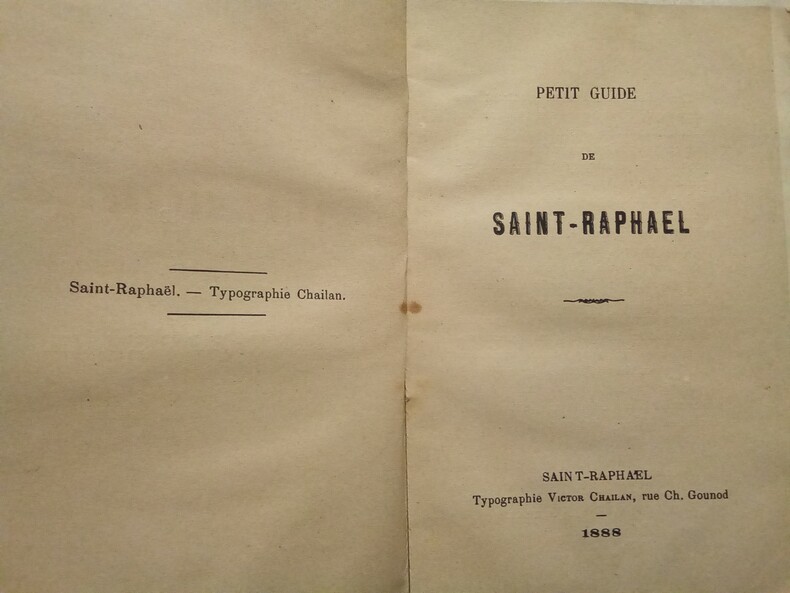 Saint-Raphaël. — Typographie Chailan.
PETIT GUIDE
DE
SAINT-RAPHAEL
SAINT-RAPHAËL
Typographie VICTOR CHAILAN, rue Ch. Gounod
1888